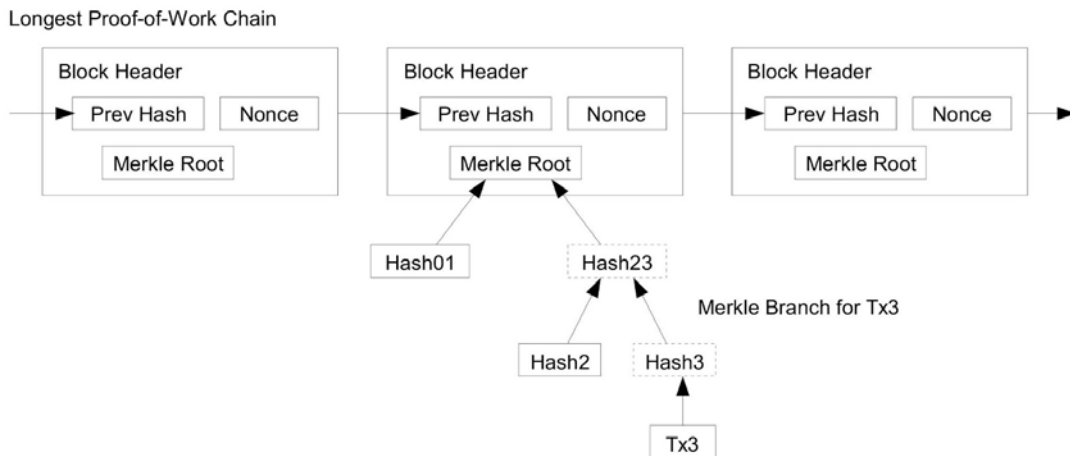 Longest Proof-of-Work Chain
Block Header
Block Header
Block Header
Prev Hash
Nonce
Prev Hash
Nonce
Prev Hash
Nonce
Merkle Root
Merkle Root
Merkle Root
Hash01
Hash23
Merkle Branch for Tx3
Hash2
Hash3
Tx3